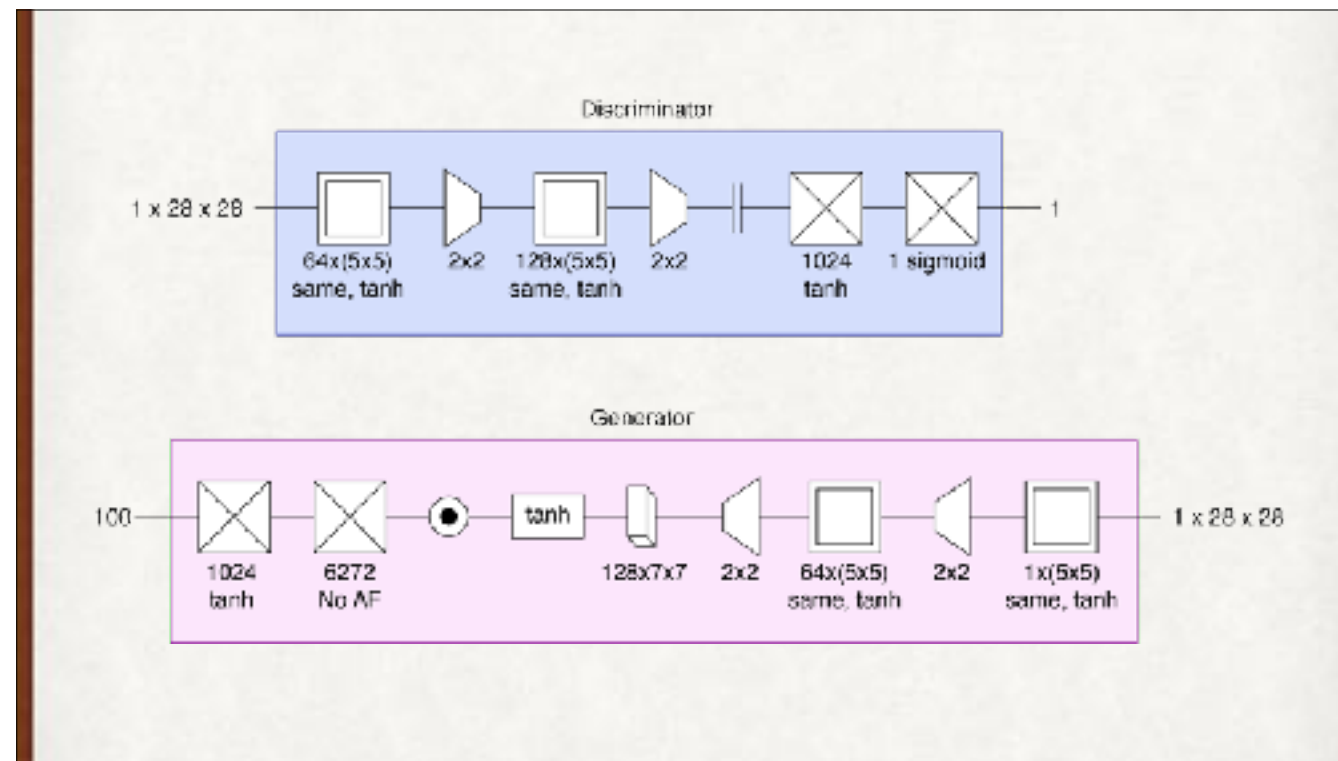 Discriminator
1 x 28 x 28
1
64x(5x5)
same, tanh
2x2
128x(5x5)
same, tanh
2x2
1024
tanh
1 sigmoid
Generator
100
tanh
1 x 28 x 28
1024
tanh
6272
No AF
128x7x7
2x2
64x(5x5)
same, tanh
2x2
1x(5x5)
same, tanh